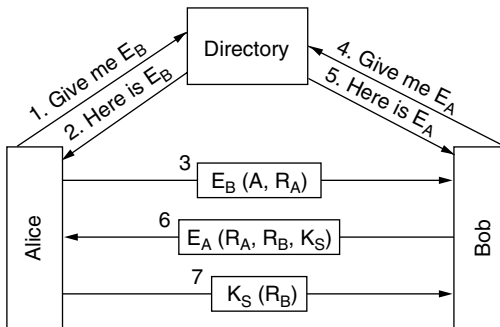 Directory
1. Give me E_B
2. Here is E_B
4. Give me E_A
5. Here is E_A
Alice
Bob
3
E_B (A, R_A)
6
E_A (R_A, R_B, K_S)
7
K_S (R_B)